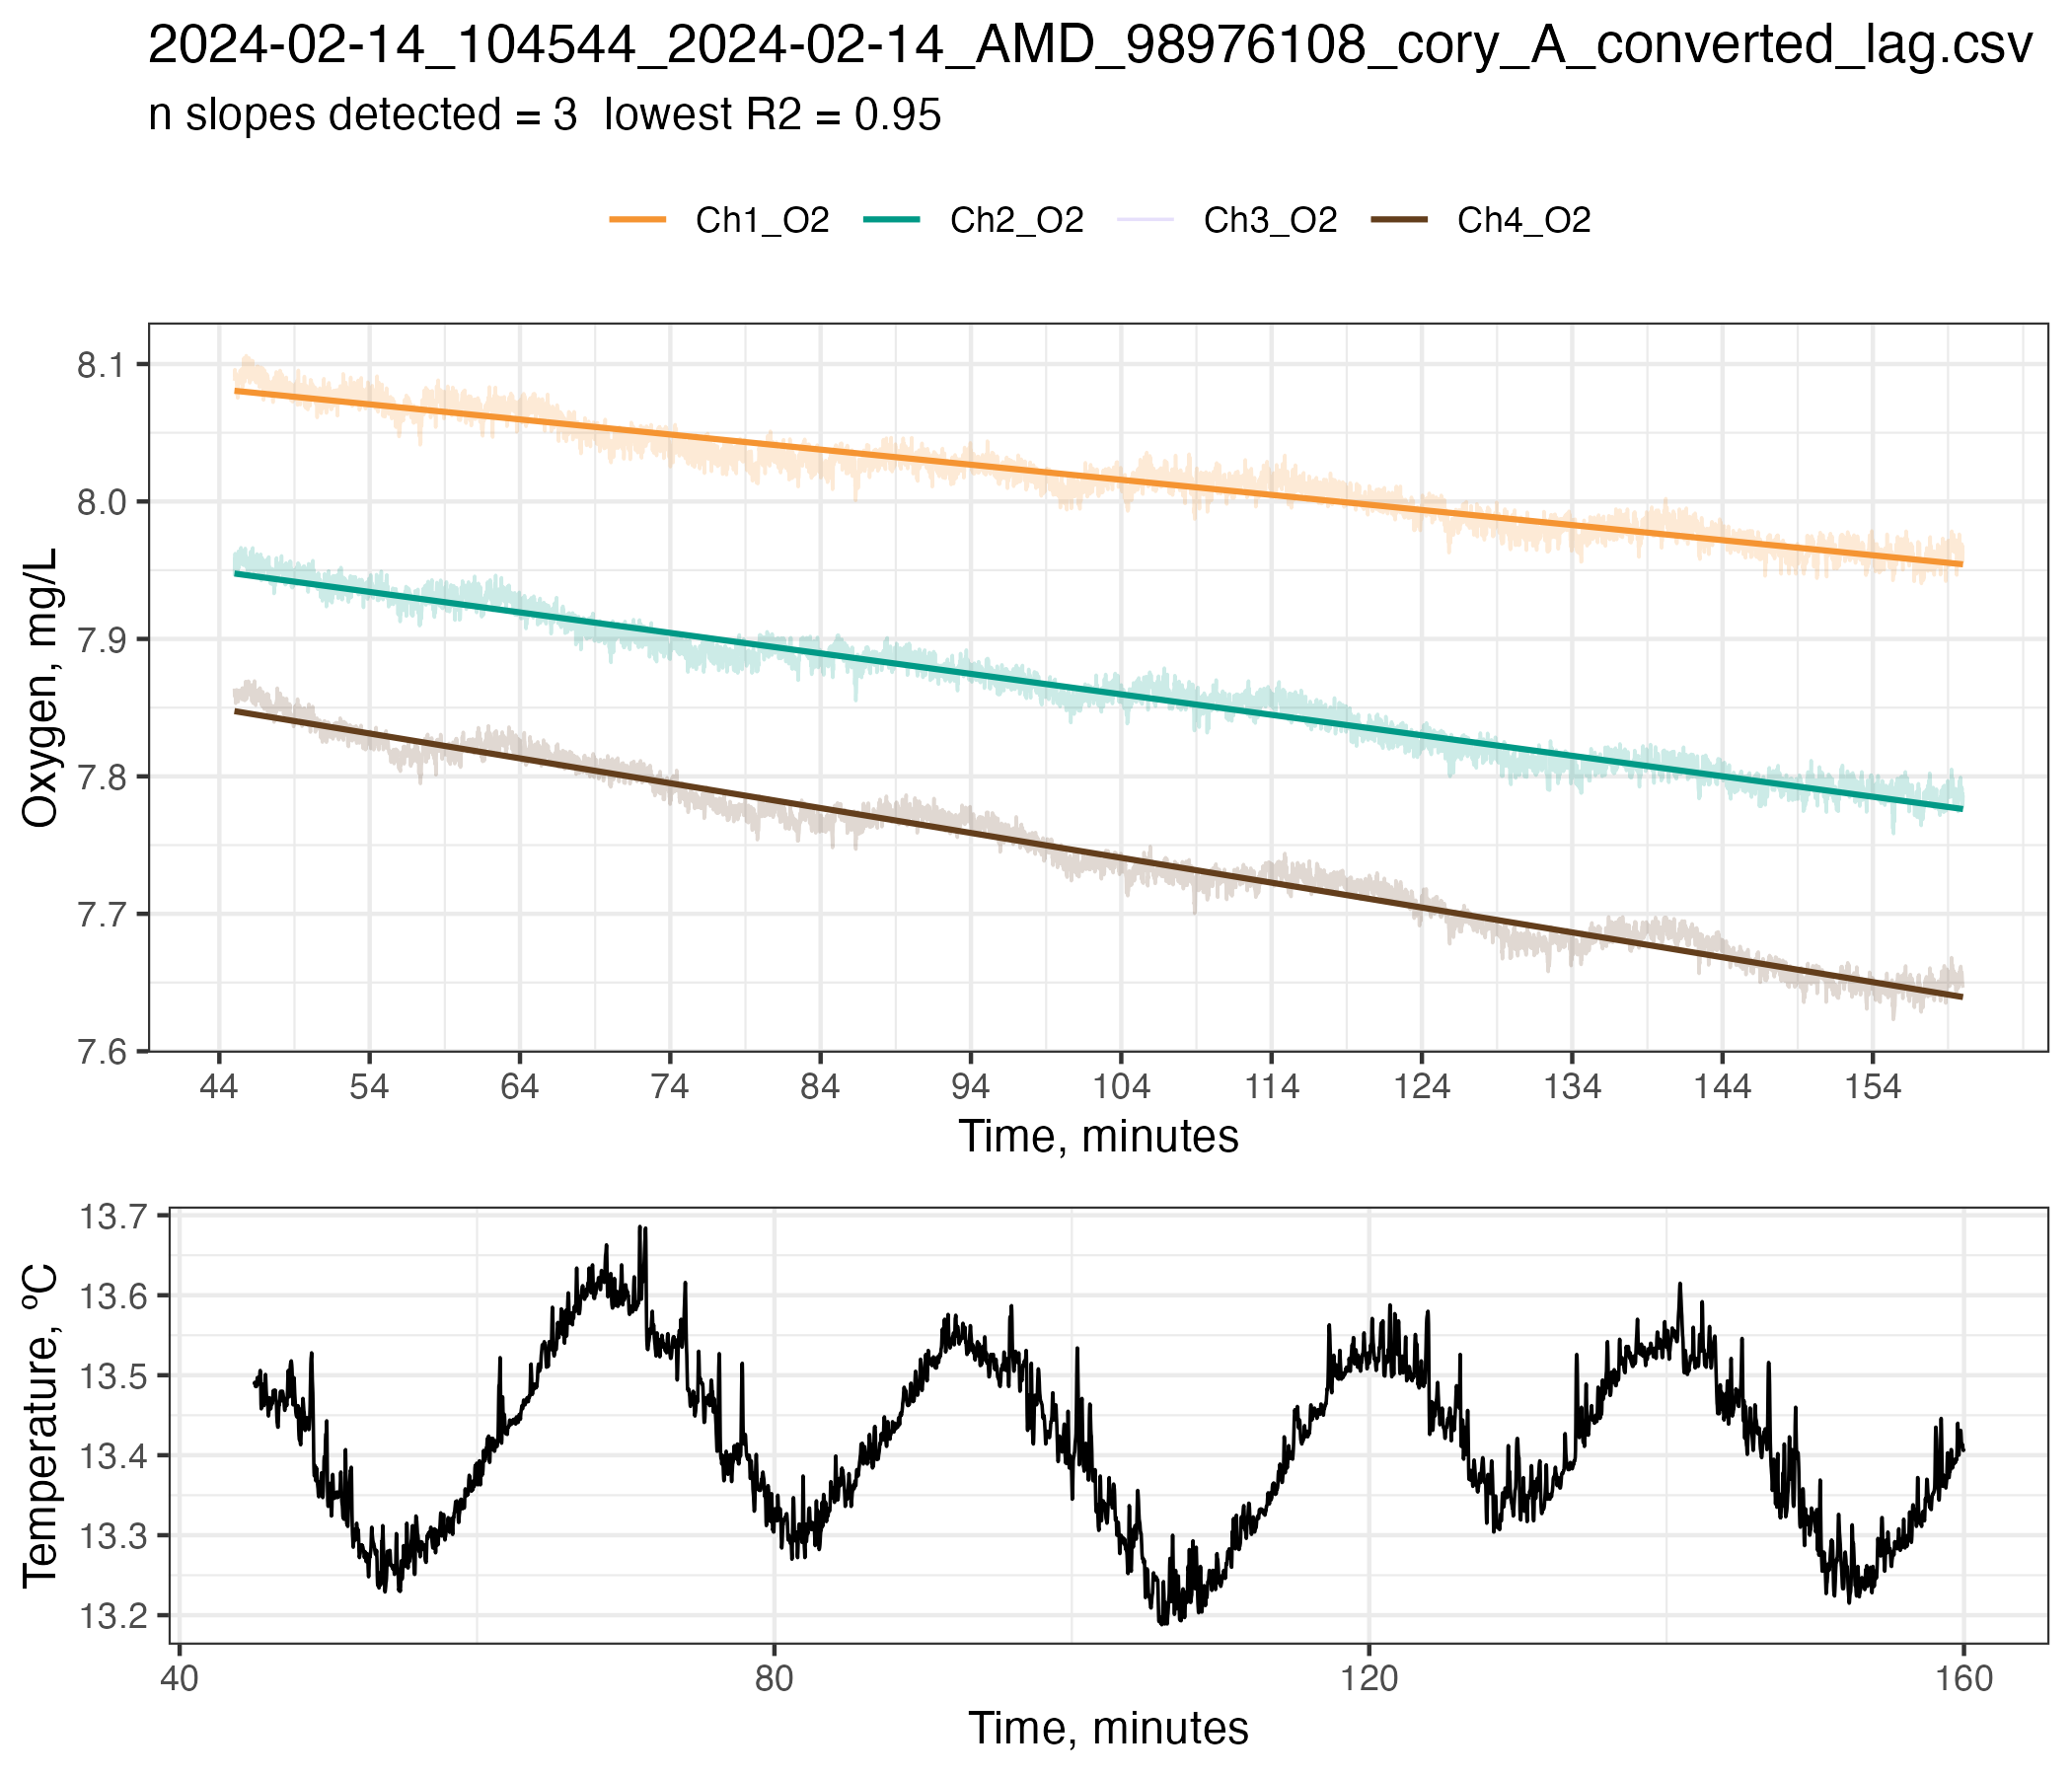 2024-02-14_104544_2024-02-14_AMD_98976108_cory_A_converted_lag.csv
n slopes detected = 3  lowest R2 = 0.95
Ch1_O2 Ch2_O2 Ch3_O2 Ch4_O2
Oxygen, mg/L
8.1
8.0
7.9
7.8
7.7
7.6
44 54 64 74 84 94 104 114 124 134 144 154
Time, minutes
Temperature, ºC
13.7
13.6
13.5
13.4
13.3
13.2
40 80 120 160
Time, minutes